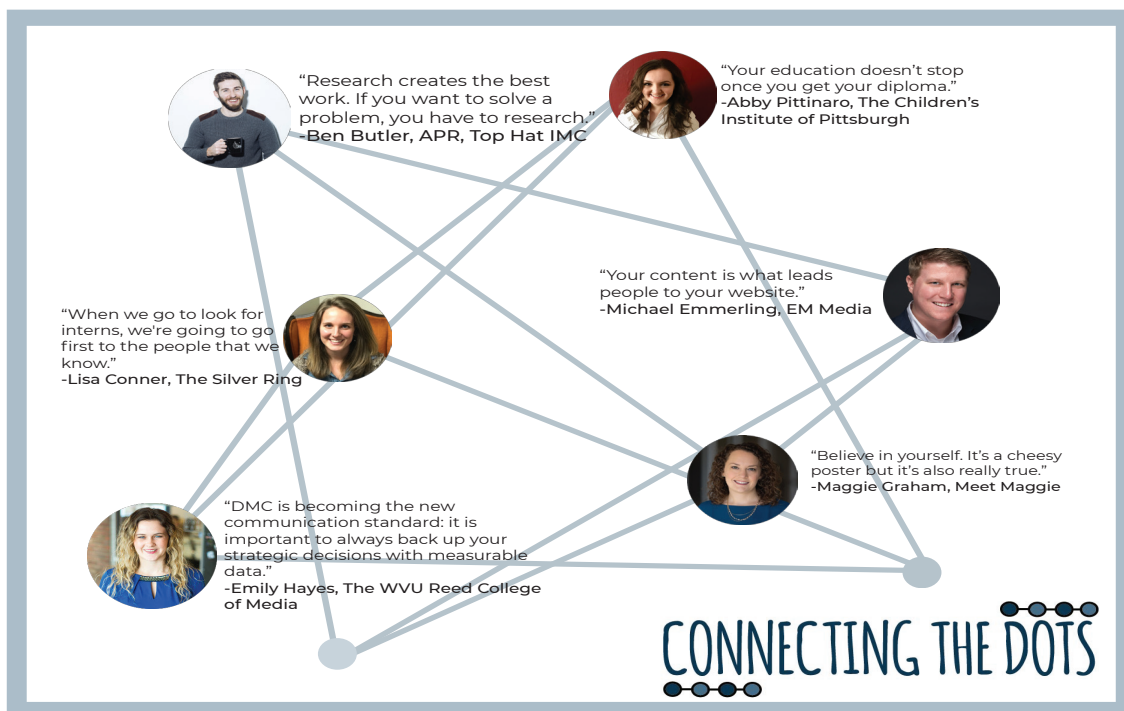 “Research creates the best
work. If you want to solve a
problem, you have to research.”
-Ben Butler, APR, Top Hat IMC
“Your education doesn’t stop
once you get your diploma.”
-Abby Pittinaro, The Children’s
Institute of Pittsburgh
“Your content is what leads
people to your website.”
-Michael Emmerling, EM Media
“When we go to look for
interns, we're going to go
first to the people that we
know.”
-Lisa Conner, The Silver Ring
“Believe in yourself. It’s a cheesy
poster but it’s also really true.”
-Maggie Graham, Meet Maggie
“DMC is becoming the new
communication standard: it is
important to always back up your
strategic decisions with measurable
data.”
-Emily Hayes, The WVU Reed College
of Media
CONNECTING THE DOTS